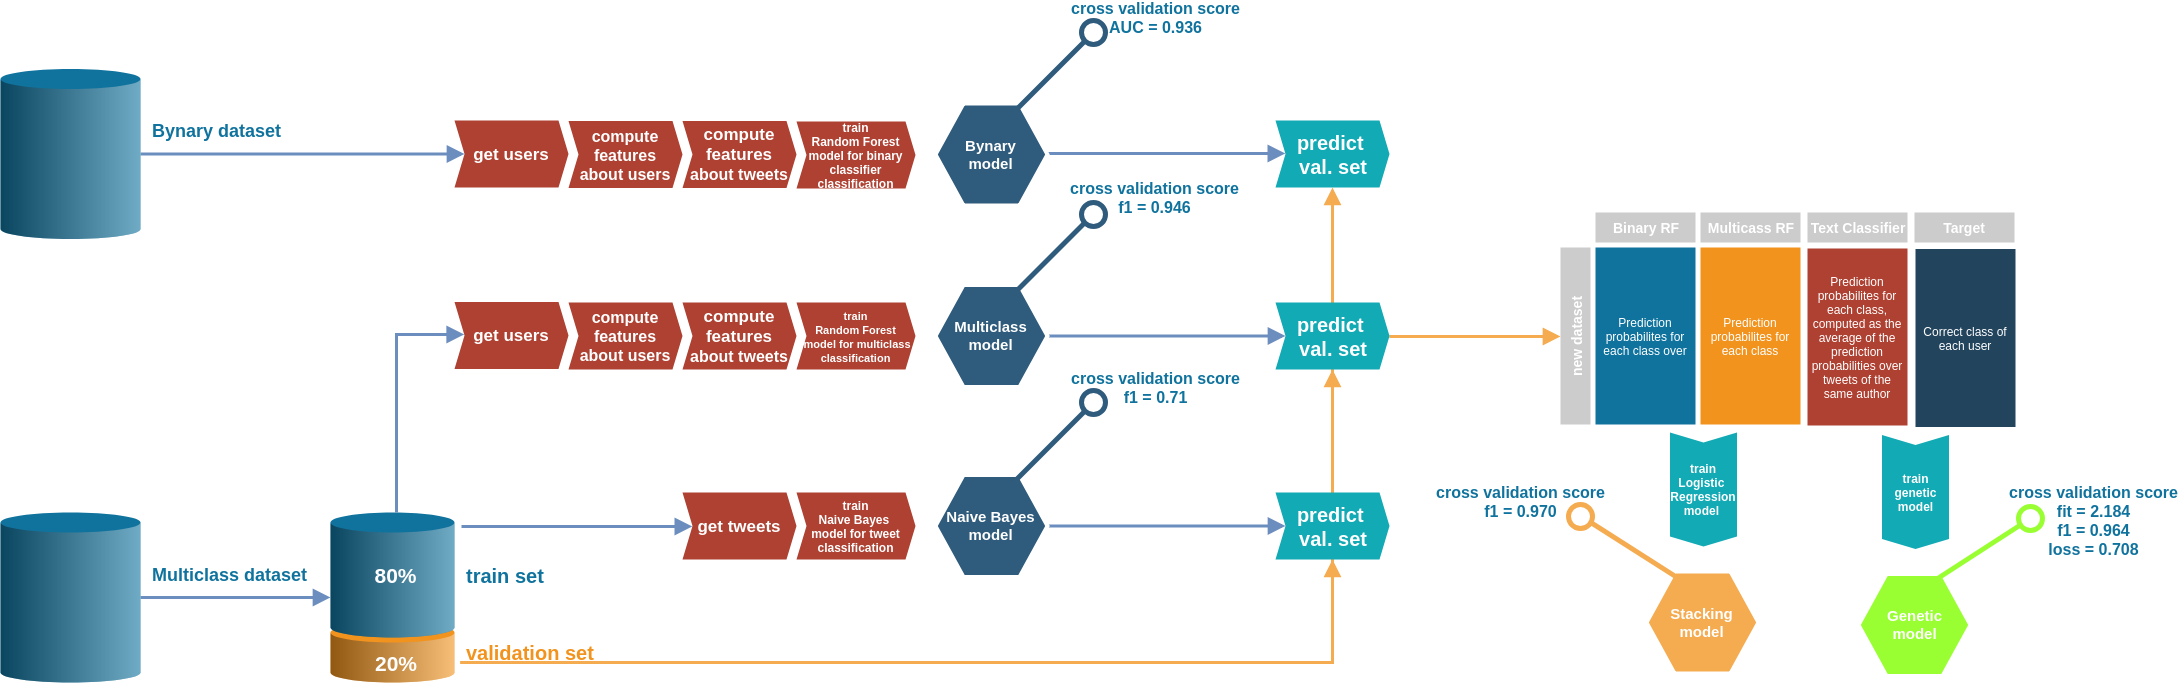 cross validation score
AUC = 0.936
Bynary dataset
get users
compute
features
about users
compute
features
about tweets
train
Random Forest
model for binary
classifier
classification
Bynary
model
predict
val. set
cross validation score
f1 = 0.946
get users
compute
features
about users
compute
features
about tweets
train
Random Forest
model for multiclass
classification
Multiclass
model
predict
val. set
cross validation score
f1 = 0.71
get tweets
train
Naive Bayes
model for tweet
classification
Naive Bayes
model
predict
val. set
Multiclass dataset
80%
train set
20%
validation set
Binary RF
Multicass RF
Text Classifier
Target
new dataset
Prediction
probabilites for
each class over
Prediction
probabilites for
each class
Prediction
probabilites for
each class,
computed as the
average of the
prediction
probabilities over
tweets of the
same author
Correct class of
each user
train
Logistic
Regression
model
train
genetic
model
cross validation score
f1 = 0.970
cross validation score
fit = 2.184
f1 = 0.964
loss = 0.708
Stacking
model
Genetic
model